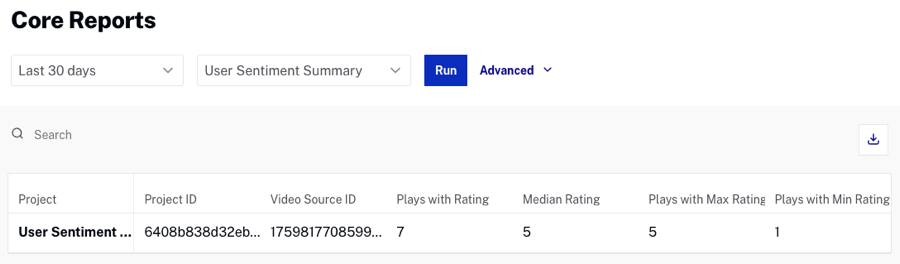 Core Reports
Last 30 days User Sentiment Summary Run Advanced
Search
Project Project ID Video Source ID Plays with Rating Median Rating Plays with Max Rating Plays with Min Rating
User Sentiment ... 6408b838d32eb... 1759817708599... 7 5 5 1